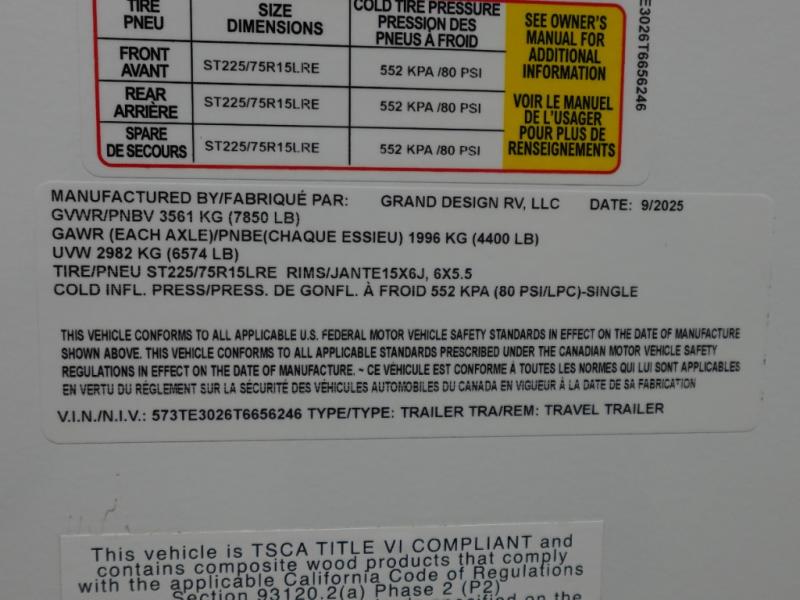 TIRE SIZE COLD TIRE PRESSURE
PNEU DIMENSIONS PRESSION DES
PNEUS À FROID
FRONT
AVANT ST225/75R15LRE 552 KPA /80 PSI
REAR
ARRIÈRE ST225/75R15LRE 552 KPA /80 PSI
SPARE
DE SECOURS ST225/75R15LRE 552 KPA /80 PSI
SEE OWNER'S
MANUAL FOR
ADDITIONAL
INFORMATION
VOIR LE MANUEL
DE L'USAGER
POUR PLUS DE
RENSEIGNEMENTS
TE3026T6656246
MANUFACTURED BY/FABRIQUÉ PAR: GRAND DESIGN RV, LLC DATE: 9/2025
GVWR/PNBV 3561 KG (7850 LB)
GAWR (EACH AXLE)/PNBE(CHAQUE ESSIEU) 1996 KG (4400 LB)
UVW 2982 KG (6574 LB)
TIRE/PNEU ST225/75R15LRE RIMS/JANTE15X6J, 6X5.5
COLD INFL. PRESS/PRESS. DE GONFL. À FROID 552 KPA (80 PSI/LPC)-SINGLE
THIS VEHICLE CONFORMS TO ALL APPLICABLE U.S. FEDERAL MOTOR VEHICLE SAFETY STANDARDS IN EFFECT ON THE DATE OF MANUFACTURE
SHOWN ABOVE. THIS VEHICLE CONFORMS TO ALL APPLICABLE STANDARDS PRESCRIBED UNDER THE CANADIAN MOTOR VEHICLE SAFETY
REGULATIONS IN EFFECT ON THE DATE OF MANUFACTURE. ~ CE VÉHICULE EST CONFORME À TOUTES LES NORMES QUI LUI SONT APPLICABLES
EN VERTU DU RÉGLEMENT SUR LA SÉCURITÉ DES VÉHICULES AUTOMOBILES DU CANADA EN VIGUEUR À LA DATE DE SA FABRICATION
V.I.N./N.I.V.: 573TE3026T6656246 TYPE/TYPE: TRAILER TRA/REM: TRAVEL TRAILER
This vehicle is TSCA TITLE VI COMPLIANT and
contains composite wood products that comply
with the applicable California Code of Regulations
Section 93120.2(a) Phase 2 (P2)